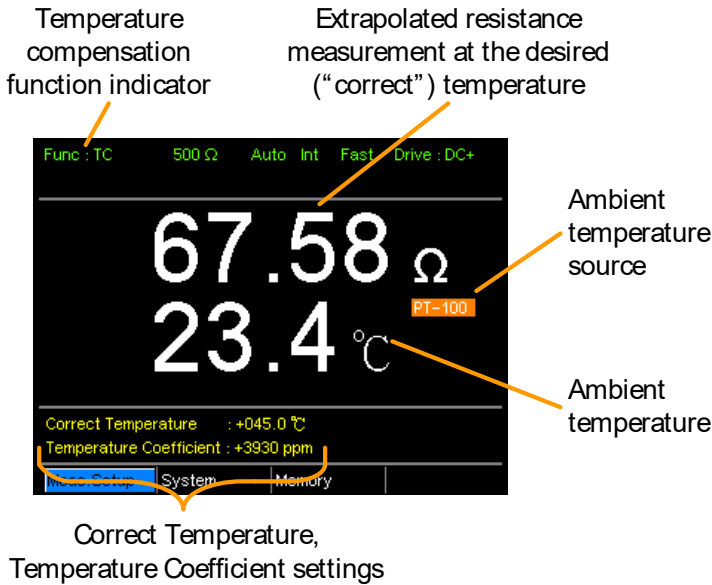 Temperature
compensation
function indicator
Extrapolated resistance
measurement at the desired
(“correct”) temperature
Func : TC 500 Ω Auto Int Fast Drive : DC+
67.58 Ω
PT-100
23.4 °C
Correct Temperature : +045.0 ℃
Temperature Coefficient : +3930 ppm
Meas.Setup System Memory
Ambient
temperature
source
Ambient
temperature
Correct Temperature,
Temperature Coefficient settings